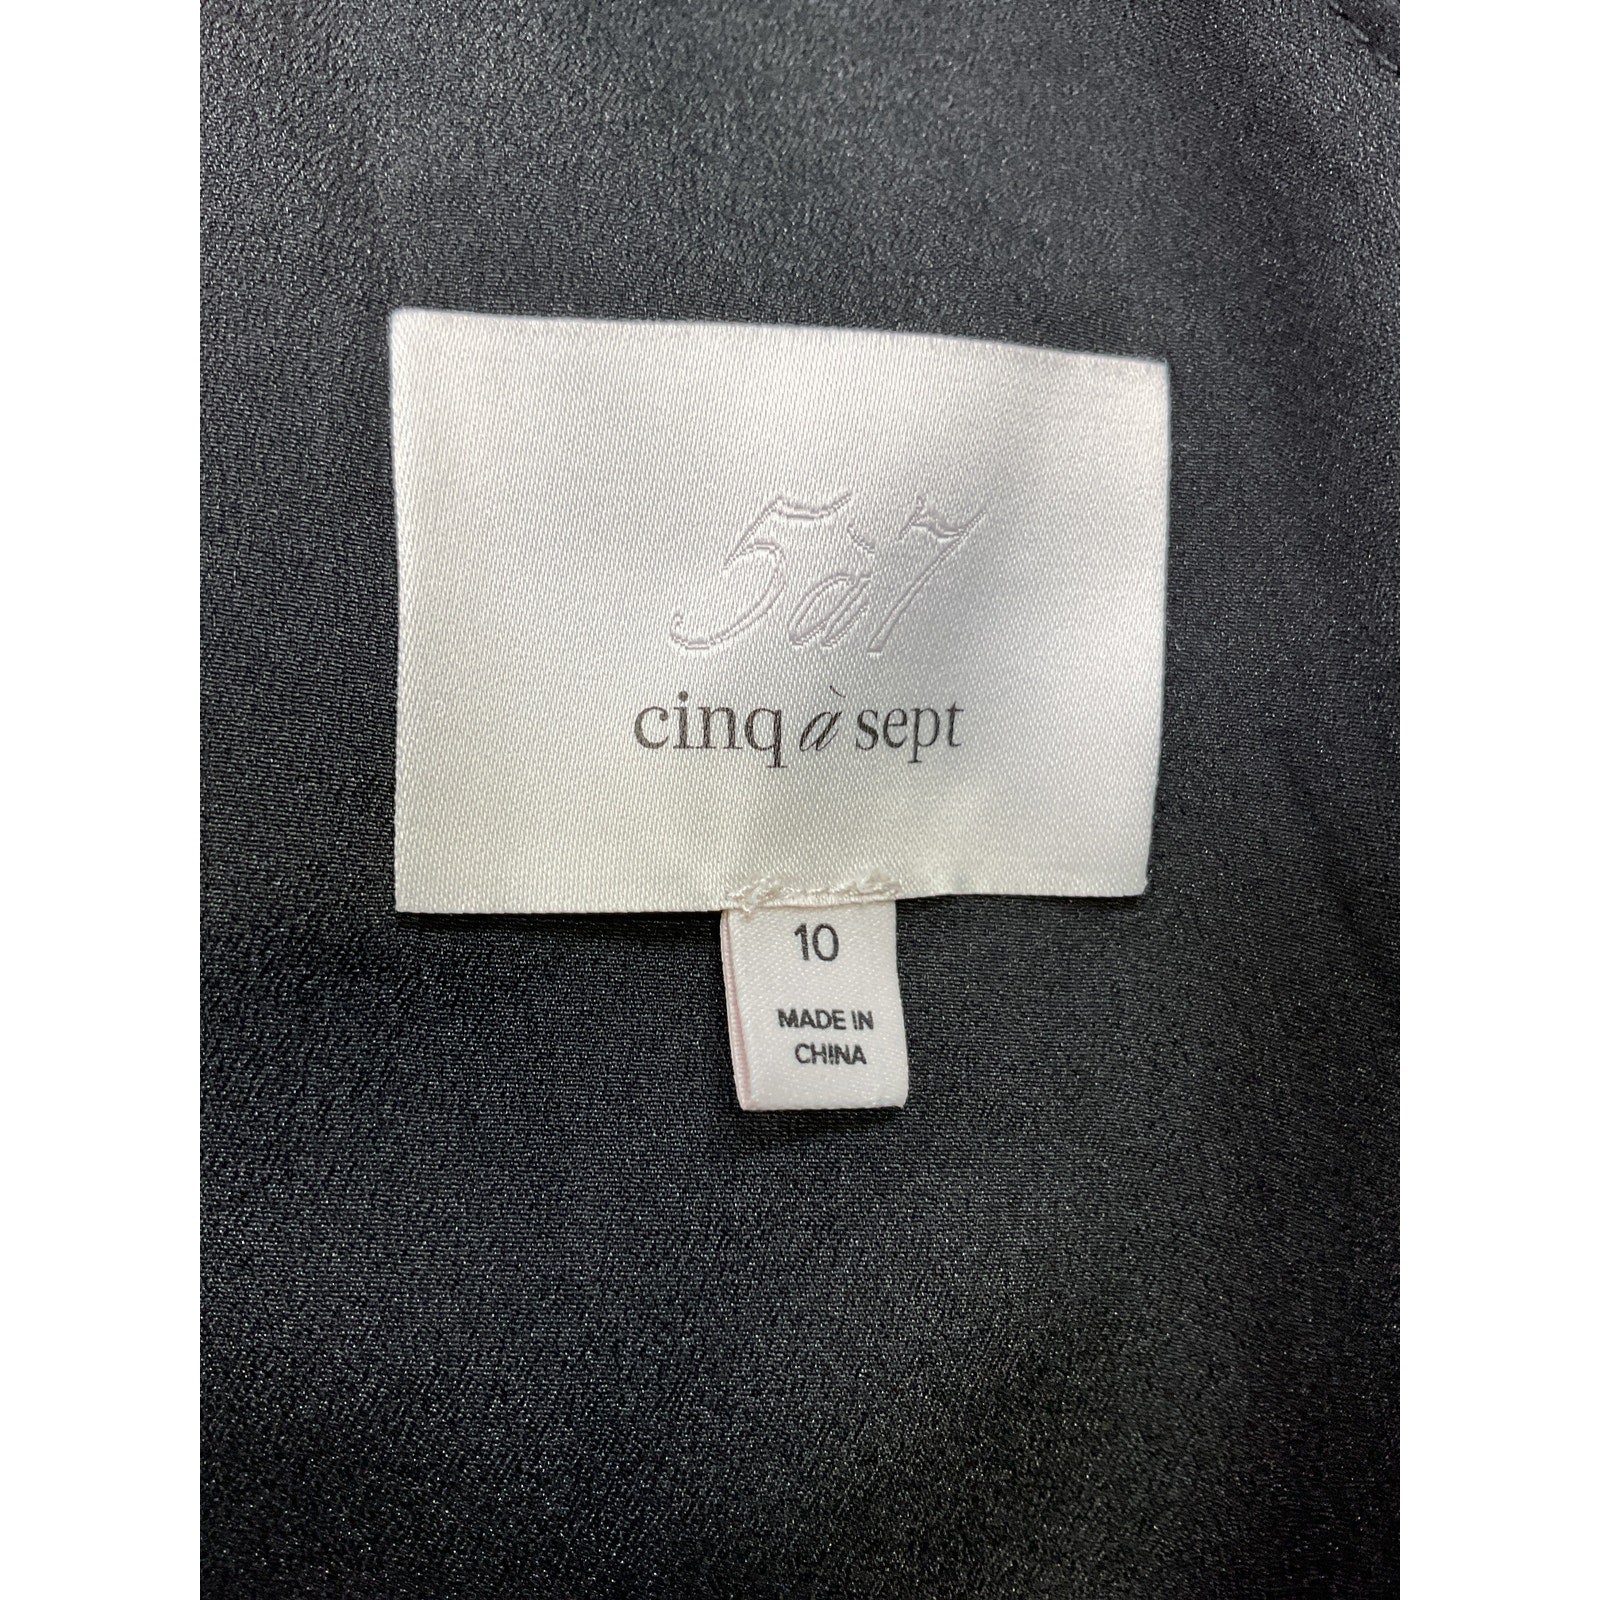 5à7
cinq à sept
10
MADE IN
CHINA